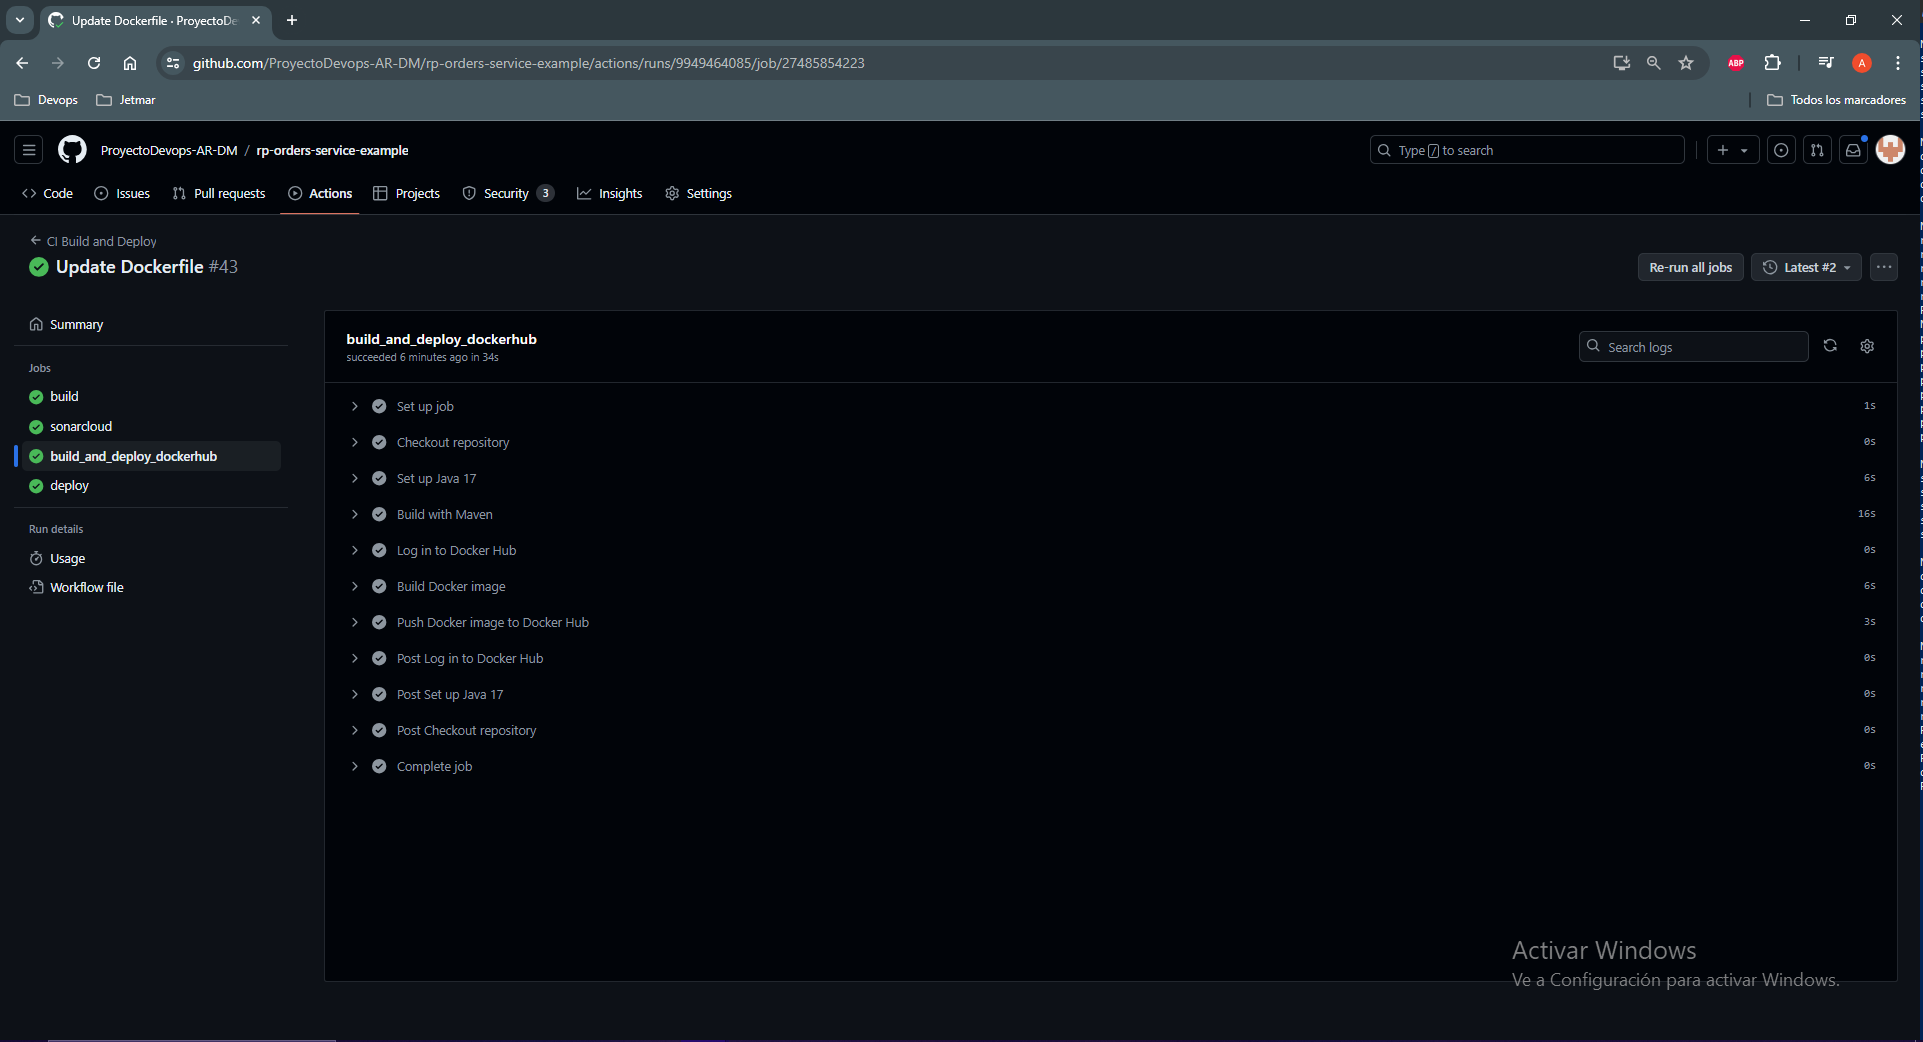 Update Dockerfile · ProyectoDe
github.com/ProyectoDevops-AR-DM/rp-orders-service-example/actions/runs/9949464085/job/27485854223
ABP
A
Devops
Jetmar
Todos los marcadores
ProyectoDevops-AR-DM / rp-orders-service-example
Type / to search
Code
Issues
Pull requests
Actions
Projects
Security 3
Insights
Settings
CI Build and Deploy
Update Dockerfile #43
Re-run all jobs
Latest #2
Summary
Jobs
build
sonarcloud
build_and_deploy_dockerhub
deploy
Run details
Usage
Workflow file
build_and_deploy_dockerhub
succeeded 6 minutes ago in 34s
Search logs
Set up job 1s
Checkout repository 0s
Set up Java 17 6s
Build with Maven 16s
Log in to Docker Hub 0s
Build Docker image 6s
Push Docker image to Docker Hub 3s
Post Log in to Docker Hub 0s
Post Set up Java 17 0s
Post Checkout repository 0s
Complete job 0s
Activar Windows
Ve a Configuración para activar Windows.